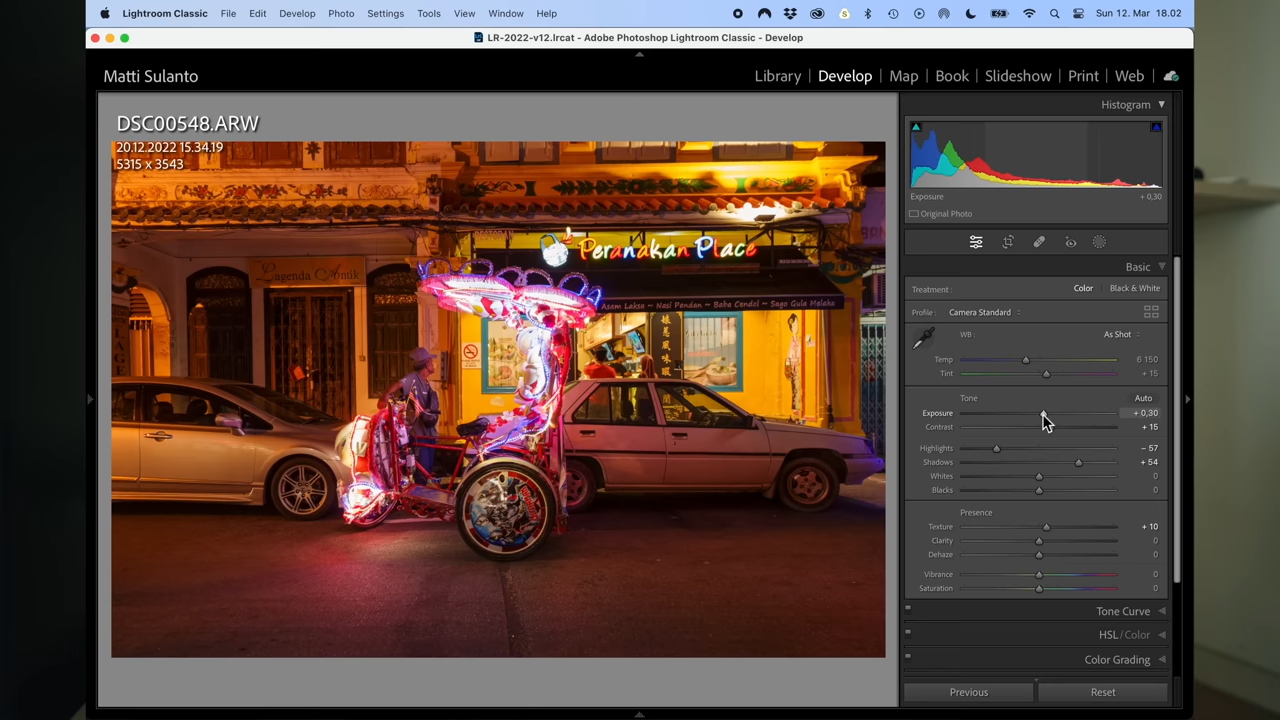 Lightroom Classic File Edit Develop Photo Settings Tools View Window Help Sun 12. Mar 18.02
LR-2022-v12.lrcat - Adobe Photoshop Lightroom Classic - Develop
Matti Sulanto
Library | Develop | Map | Book | Slideshow | Print | Web
DSC00548.ARW
20.12.2022 15.34.19
5315 x 3543
RESTORAN
Peranakan Place
Lagenda Antik
Asam Laksa ~ Nasi Pandan ~ Baba Cendol ~ Sago Gula Melaka
Histogram
Exposure + 0,30
Original Photo
Basic
Treatment : Color Black & White
Profile : Camera Standard
WB : As Shot
Temp 6 150
Tint + 15
Tone Auto
Exposure + 0,30
Contrast + 15
Highlights – 57
Shadows + 54
Whites 0
Blacks 0
Presence
Texture + 10
Clarity 0
Dehaze 0
Vibrance 0
Saturation 0
Tone Curve
HSL / Color
Color Grading
Previous Reset